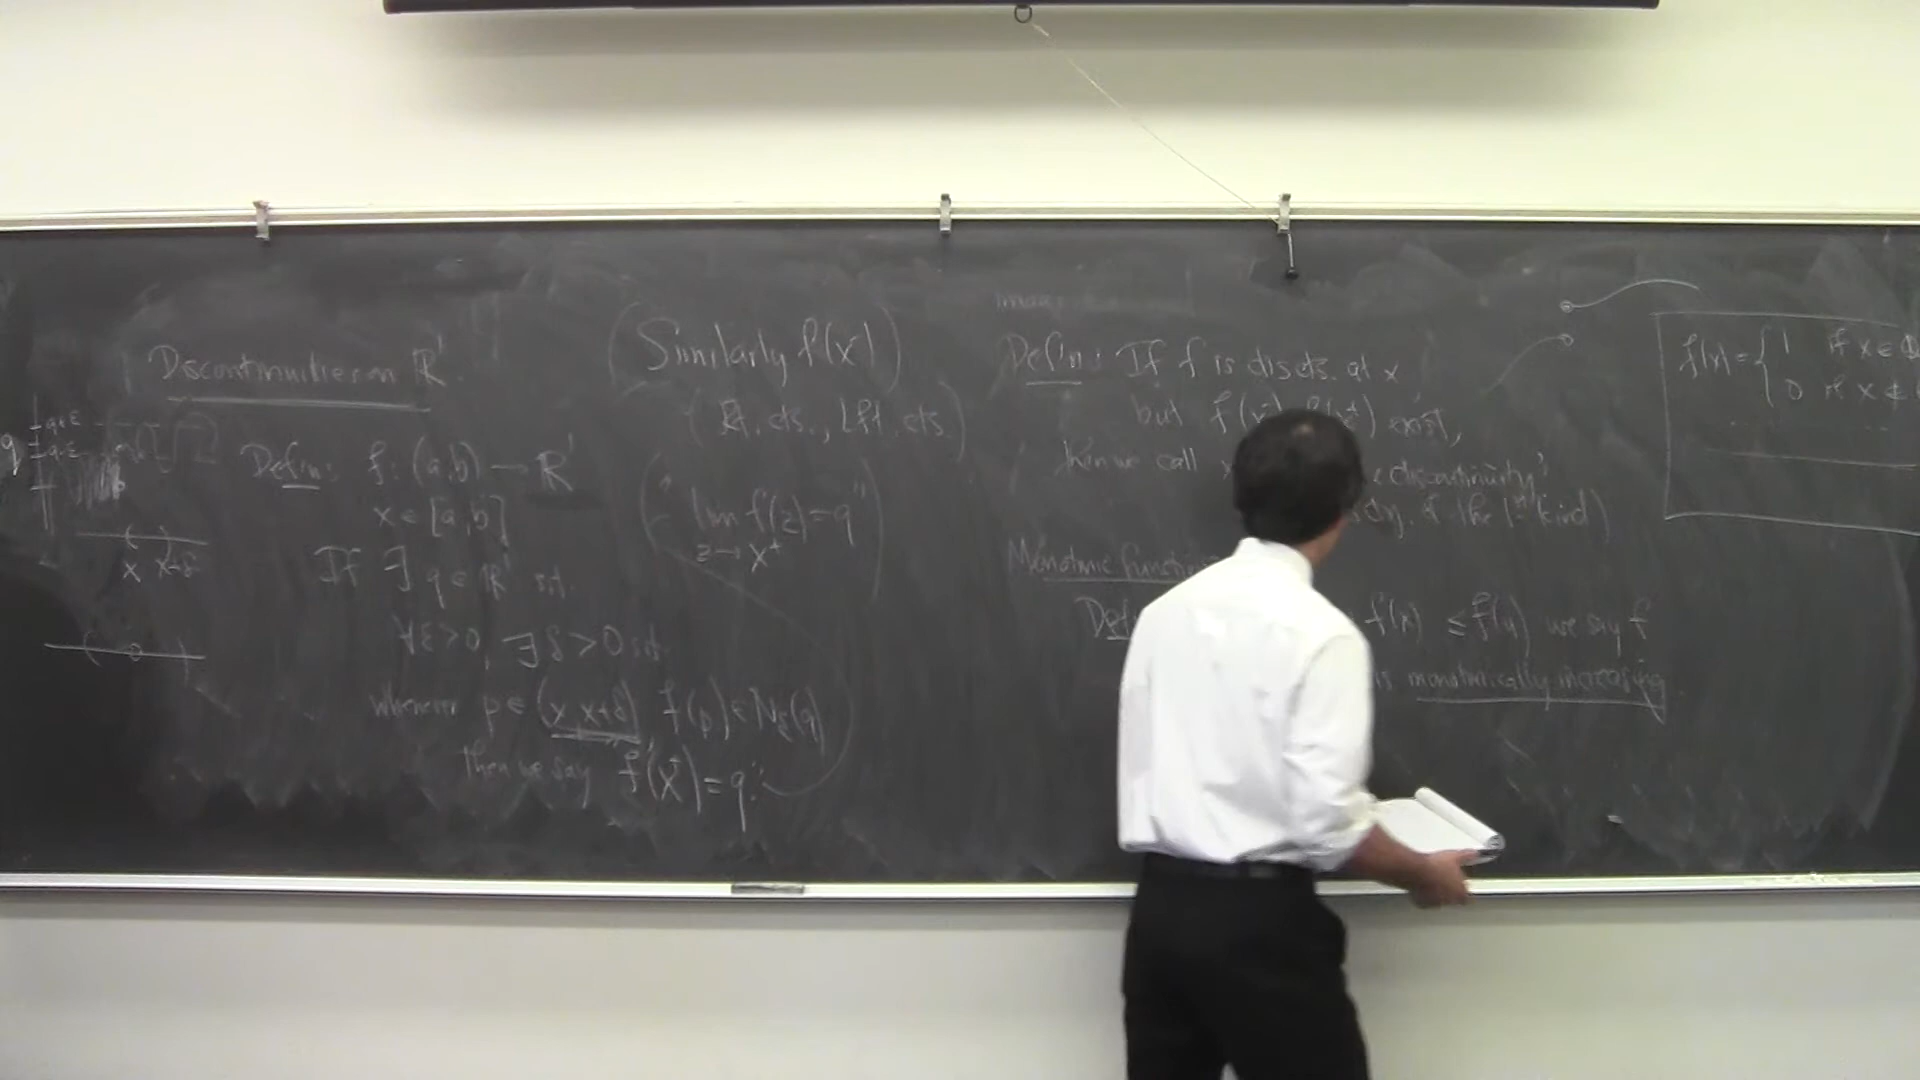 Discontinuities on R¹
q+ε
q
q-ε
x x+δ
Defn: f: (a,b) → R¹
x ∈ [a,b]
If ∃ q ∈ R¹ s.t.
∀ε>0, ∃ δ>0 s.t.
whenever p ∈ (x, x+δ) f(p) ∈ N_ε(q)
then we say f(x⁺) = q.
(Similarly f(x⁻))
(Rt. cts., Lft. cts.)
("lim f(z) = q")
z→x⁺
Defn: If f is discts. at x
but f(x⁻), f(x⁺) exist,
then we call x discontinuity"
of the 1st kind)
Monotonic functions
Defn f(x) ≤ f(y) we say f
is monotonically increasing.
f(x) = { 1 if x ∈ Q
0 if x ∉